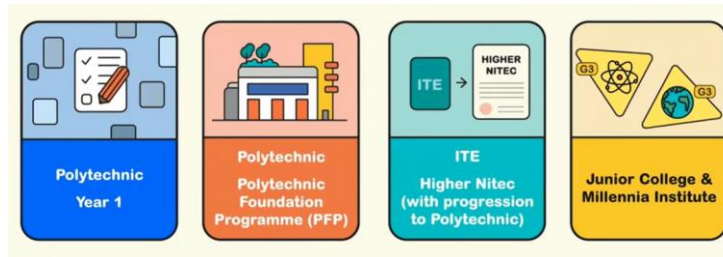 Polytechnic
Year 1
Polytechnic
Polytechnic
Foundation
Programme (PFP)
ITE
HIGHER
NITEC
ITE
Higher Nitec
(with progression
to Polytechnic)
G3
G3
Junior College &
Millennia Institute